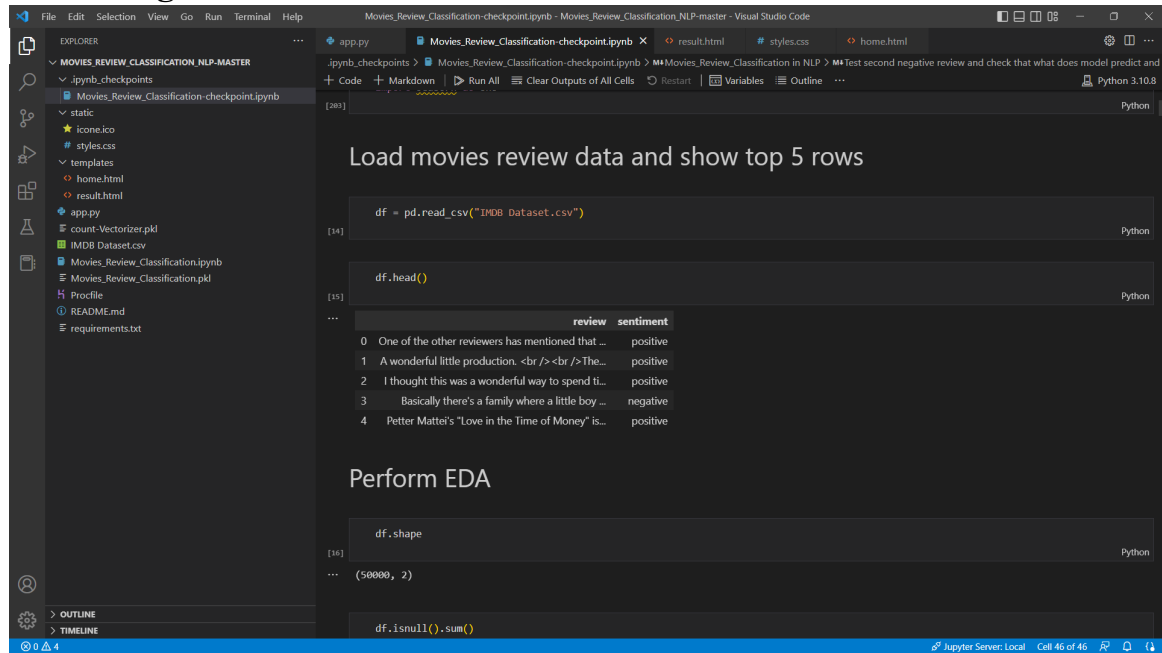 File Edit Selection View Go Run Terminal Help
Movies_Review_Classification-checkpoint.ipynb - Movies_Review_Classification_NLP-master - Visual Studio Code
EXPLORER
MOVIES_REVIEW_CLASSIFICATION_NLP-MASTER
.ipynb_checkpoints
Movies_Review_Classification-checkpoint.ipynb
static
icone.ico
# styles.css
templates
<> home.html
<> result.html
app.py
count-Vectorizer.pkl
IMDB Dataset.csv
Movies_Review_Classification.ipynb
Movies_Review_Classification.pkl
Procfile
README.md
requirements.txt
> OUTLINE
> TIMELINE
app.py
Movies_Review_Classification-checkpoint.ipynb
<> result.html
# styles.css
<> home.html
.ipynb_checkpoints > Movies_Review_Classification-checkpoint.ipynb > M↓Movies_Review_Classification in NLP > M↓Test second negative review and check that what does model predict and
+ Code + Markdown | Run All Clear Outputs of All Cells Restart | Variables Outline ...
Python 3.10.8
[203] Python
Load movies review data and show top 5 rows
df = pd.read_csv("IMDB Dataset.csv")
[14] Python
df.head()
[15] Python
... review sentiment
0 One of the other reviewers has mentioned that ... positive
1 A wonderful little production. <br /><br />The... positive
2 I thought this was a wonderful way to spend ti... positive
3 Basically there's a family where a little boy ... negative
4 Petter Mattei's "Love in the Time of Money" is... positive
Perform EDA
df.shape
[16] Python
... (50000, 2)
df.isnull().sum()
0 4
Jupyter Server: Local Cell 46 of 46